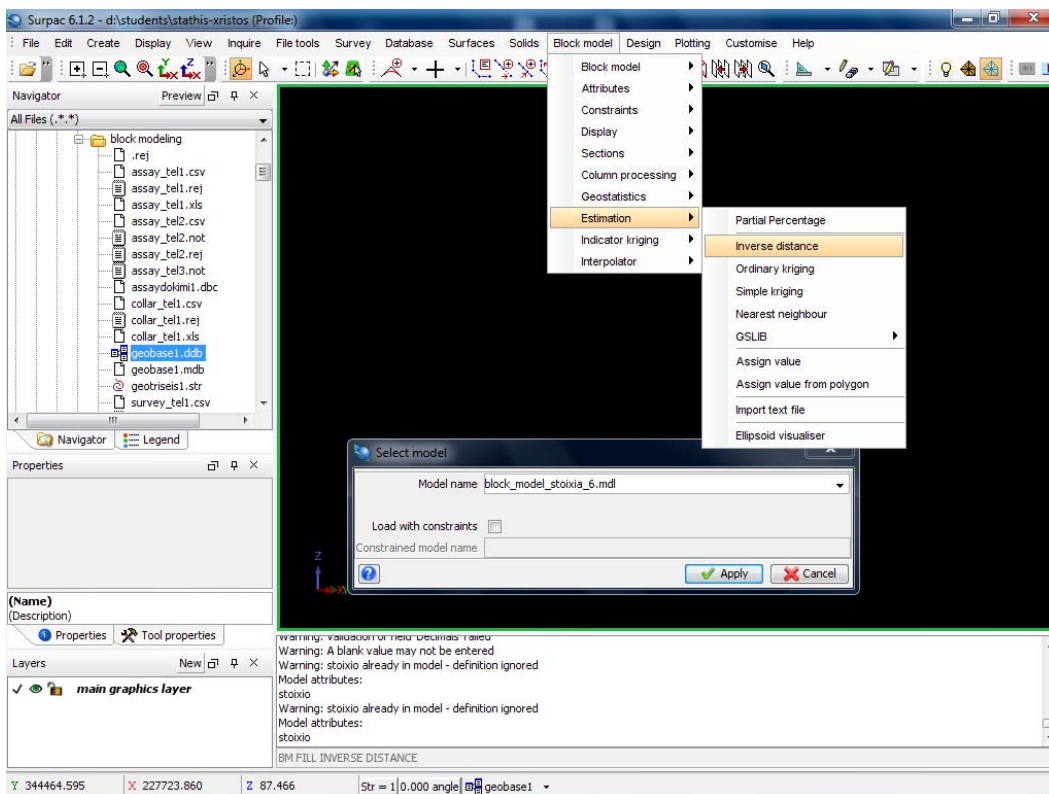 Surpac 6.1.2 - d:\students\stathis-xristos (Profile:)
File Edit Create Display View Inquire File tools Survey Database Surfaces Solids Block model Design Plotting Customise Help
Navigator Preview
All Files (.*.*)
block modeling
.rej
assay_tel1.csv
assay_tel1.rej
assay_tel1.xls
assay_tel2.csv
assay_tel2.not
assay_tel2.rej
assay_tel3.not
assaydokimi1.dbc
collar_tel1.csv
collar_tel1.rej
collar_tel1.xls
geobase1.ddb
geobase1.mdb
geotriseis1.str
survey_tel1.csv
Navigator Legend
Properties
(Name)
(Description)
Properties Tool properties
Layers New
main graphics layer
Block model
Attributes
Constraints
Display
Sections
Column processing
Geostatistics
Estimation
Indicator kriging
Interpolator
Partial Percentage
Inverse distance
Ordinary kriging
Simple kriging
Nearest neighbour
GSLIB
Assign value
Assign value from polygon
Import text file
Ellipsoid visualiser
Select model
Model name block_model_stoixia_6.mdl
Load with constraints
Constrained model name
Apply Cancel
Z
X
Warning: Validation of field 'Decimals' failed
Warning: A blank value may not be entered
Warning: stoixio already in model - definition ignored
Model attributes:
stoixio
Warning: stoixio already in model - definition ignored
Model attributes:
stoixio
BM FILL INVERSE DISTANCE
Y 344464.595 X 227723.860 Z 87.466 Str = 1 0.000 angle geobase1